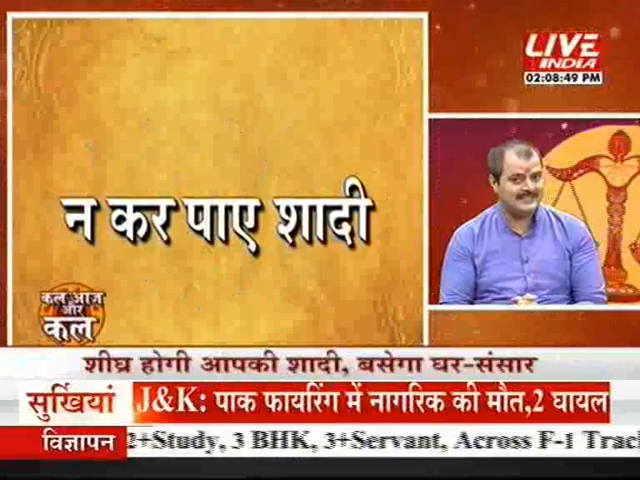 LIVE
INDIA
02:08:49 PM
न कर पाए शादी
कल आज
और
कल
शीघ्र होगी आपकी शादी, बसेगा घर-संसार
सुर्खियां
J&K: पाक फायरिंग में नागरिक की मौत,2 घायल
विज्ञापन
2+Study, 3 BHK, 3+Servant, Across F-1 Track